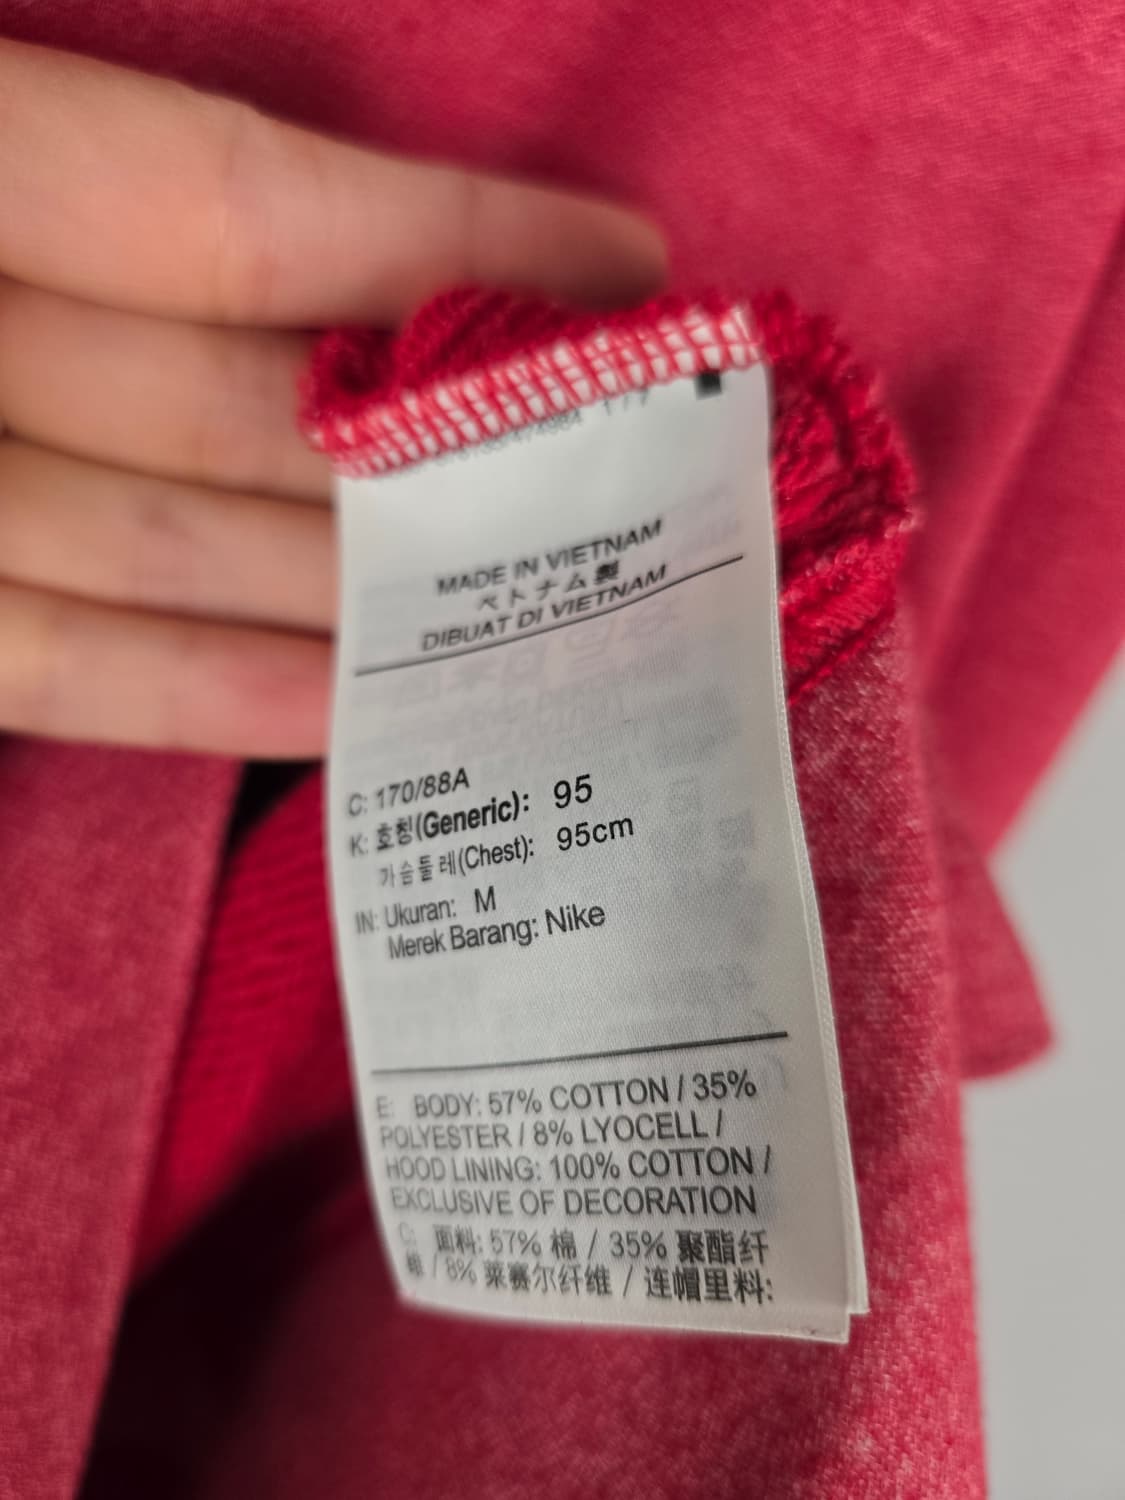 MADE IN VIETNAM
ベトナム製
DIBUAT DI VIETNAM
C: 170/88A
K: 호칭(Generic): 95
가슴둘레(Chest): 95cm
IN: Ukuran: M
Merek Barang: Nike
E: BODY: 57% COTTON / 35%
POLYESTER / 8% LYOCELL /
HOOD LINING: 100% COTTON /
EXCLUSIVE OF DECORATION
C: 面料: 57% 棉 / 35% 聚酯纤
维 / 8% 莱赛尔纤维 / 连帽里料: